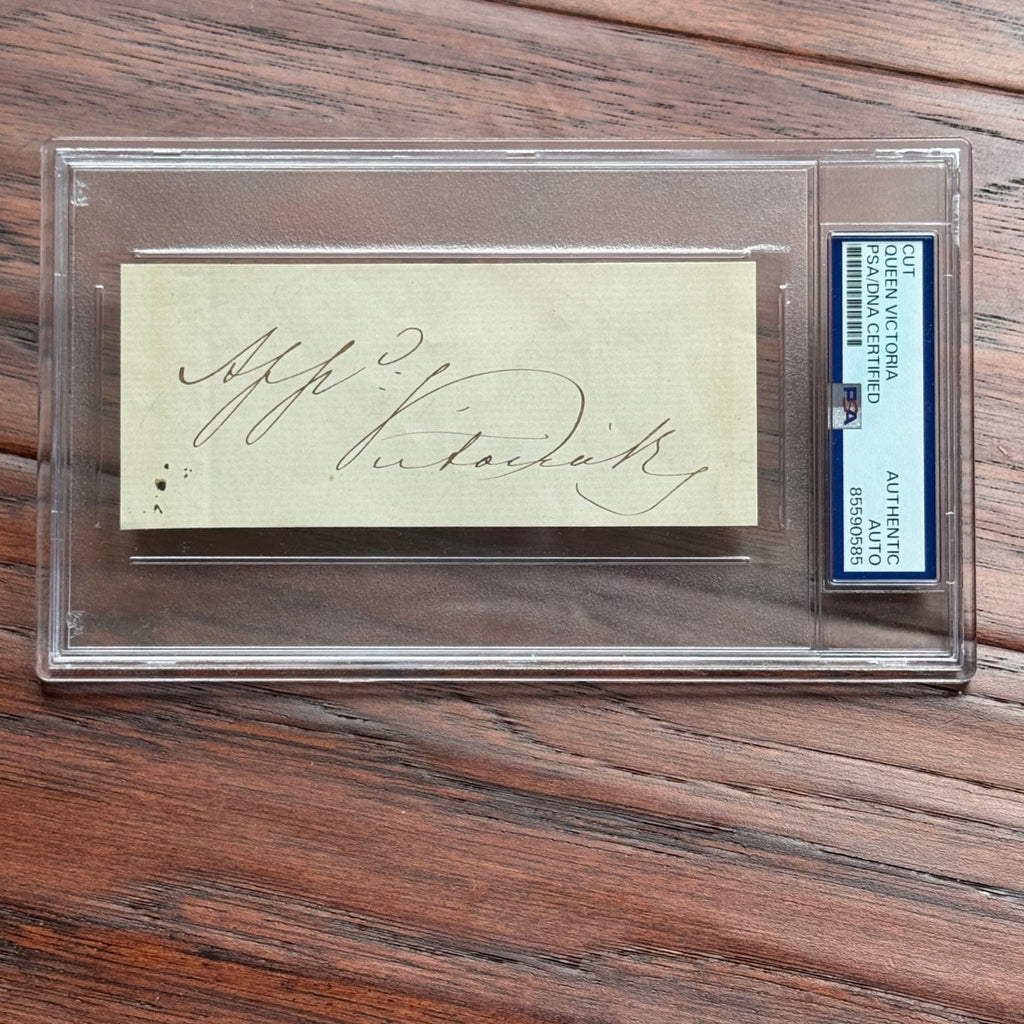 Appd.
Victoria R
CUT
QUEEN VICTORIA
PSA/DNA CERTIFIED
AUTHENTIC
AUTO
85590585
PSA